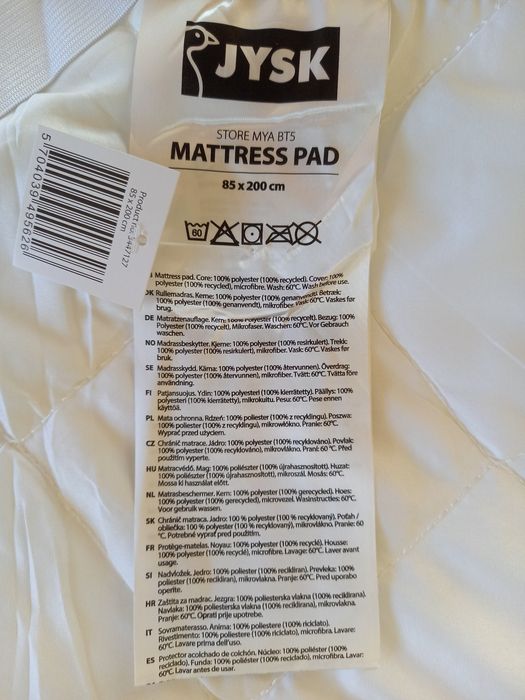 JYSK
STORE MYA BT5
MATTRESS PAD
85 x 200 cm
60
Product no.: 3447127
85 x 200 cm
5 704039 495626
Mattress pad. Core: 100% polyester (100% recycled). Cover: 100%
polyester (100% recycled), microfibre. Wash: 60°C. Wash before use.
DK Rullemadras. Kerne: 100% polyester (100% genanvendt). Betræk:
100% polyester (100% genanvendt), mikrofiber. Vask: 60°C. Vaskes før
brug.
DE Matratzenauflage. Kern: 100% Polyester (100% recycelt). Bezug: 100%
Polyester (100% recycelt), Mikrofaser. Waschen: 60°C. Vor Gebrauch
waschen.
NO Madrassbeskytter. Kjerne: 100% polyester (100% resirkulert). Trekk:
100% polyester (100% resirkulert), mikrofiber. Vask: 60°C. Vaskes før
bruk.
SE Madrasskydd. Kärna: 100% polyester (100% återvunnen). Överdrag:
100% polyester (100% återvunnen), mikrofiber. Tvätt: 60°C. Tvätta före
användning.
FI Patjansuojus. Ydin: 100% polyesteri (100% kierrätetty). Päällys: 100%
polyesteri (100% kierrätetty), mikrokuitu. Pesu: 60°C. Pese ennen
käyttöä.
PL Mata ochronna. Rdzeń: 100% poliester (100% z recyklingu). Poszwa:
100% poliester (100% z recyklingu), mikrowłókno. Pranie: 60°C.
Wyprać przed użyciem.
CZ Chránič matrace. Jádro: 100% polyester (100% recyklováno). Povlak:
100% polyester (100% recyklováno), mikrovlákno. Praní: 60 °C. Před
použitím vyperte.
HU Matracvédő. Mag: 100% poliészter (100% újrahasznosított). Huzat:
100% poliészter (100% újrahasznosított), mikroszál. Mosás: 60°C.
Mossa ki használat előtt.
NL Matrasbeschermer. Kern: 100% polyester (100% gerecycled). Hoes:
100% polyester (100% gerecycled), microvezel. Wasinstructies: 60°C.
Voor gebruik wassen.
SK Chránič matraca. Jadro: 100 % polyester (100 % recyklovaný). Poťah /
obliečka: 100 % polyester (100 % recyklovaný), mikrovlákno. Pranie: 60
°C. Potrebné vyprať pred použitím.
FR Protège-matelas. Noyau: 100% polyester (100% recyclé). Housse:
100% polyester (100% recyclé), microfibre. Lavage: 60°C. Laver avant
usage.
SI Nadvložek. Jedro: 100% poliester (100% recikliran). Prevleka: 100%
poliester (100% recikliran), mikrovlakna. Pranje: 60°C. Pred uporabo
operite.
HR Zaštita za madrac. Jezgra: 100% poliesterska vlakna (100% reciklirana).
Navlaka: 100% poliesterska vlakna (100% reciklirana), mikrovlakna.
Pranje: 60°C. Oprati prije upotrebe.
IT Sovramaterasso. Anima: 100% poliestere (100% riciclato).
Rivestimento: 100% poliestere (100% riciclato), microfibra. Lavare:
60°C. Lavare prima dell'uso.
ES Protector acolchado de colchón. Núcleo: 100% poliéster (100%
reciclado). Funda: 100% poliéster (100% reciclado), microfibra. Lavar:
60°C. Lavar antes de usar.